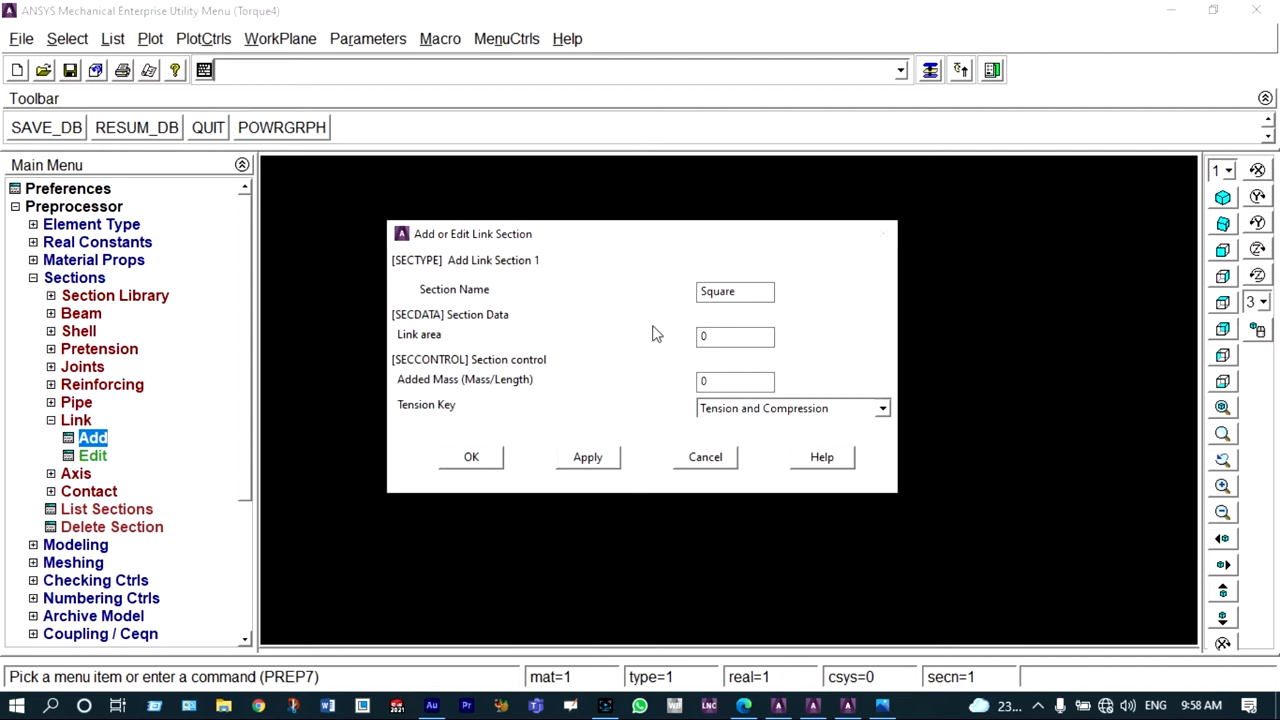 ANSYS Mechanical Enterprise Utility Menu (Torque4)
File Select List Plot PlotCtrls WorkPlane Parameters Macro MenuCtrls Help
Toolbar
SAVE_DB RESUM_DB QUIT POWRGRPH
Main Menu
Preferences
Preprocessor
Element Type
Real Constants
Material Props
Sections
Section Library
Beam
Shell
Pretension
Joints
Reinforcing
Pipe
Link
Add
Edit
Axis
Contact
List Sections
Delete Section
Modeling
Meshing
Checking Ctrls
Numbering Ctrls
Archive Model
Coupling / Ceqn
Add or Edit Link Section
[SECTYPE] Add Link Section 1
Section Name Square
[SECDATA] Section Data
Link area 0
[SECCONTROL] Section control
Added Mass (Mass/Length) 0
Tension Key Tension and Compression
OK Apply Cancel Help
1
3
Pick a menu item or enter a command (PREP7) mat=1 type=1 real=1 csys=0 secn=1
23... ENG 9:58 AM